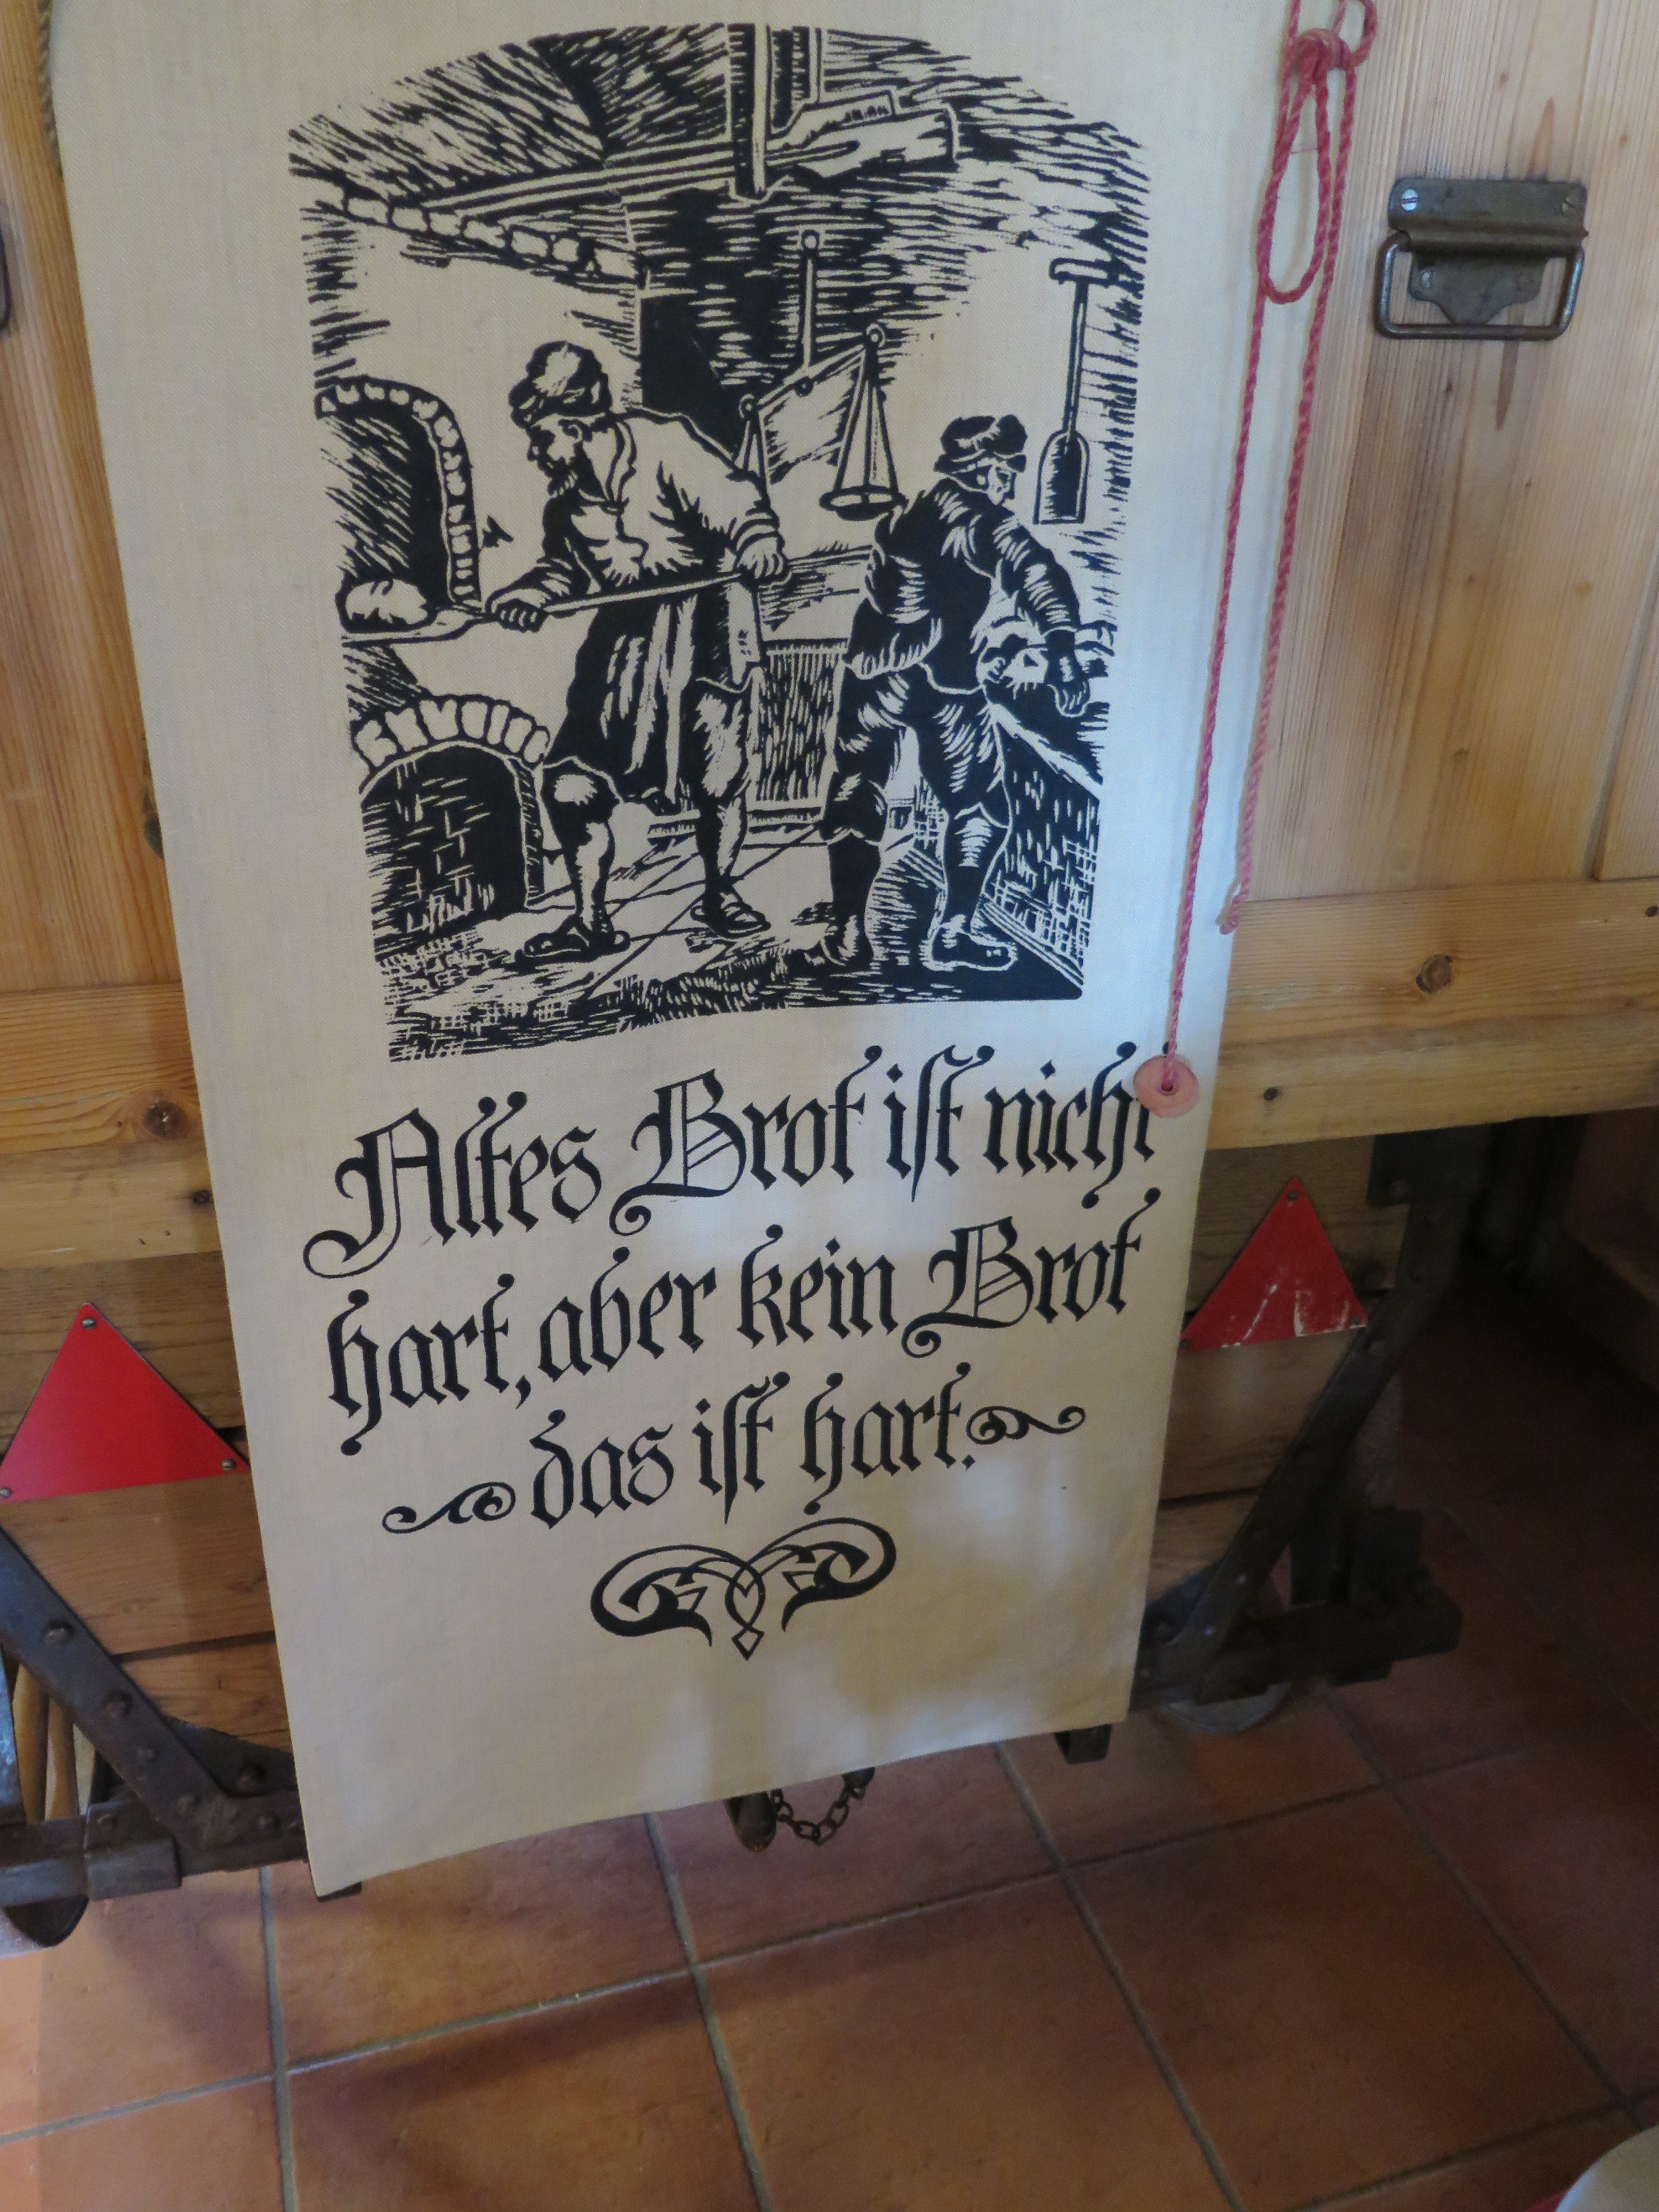 Altes Brot iſt nicht
hart, aber kein Brot
das iſt hart.